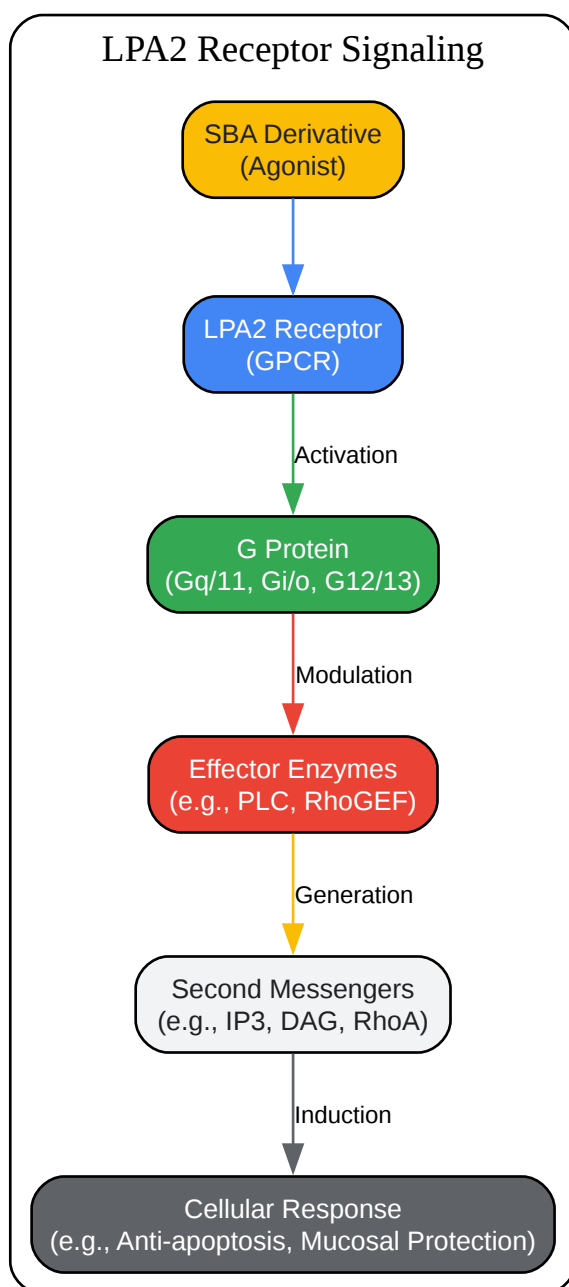 LPA2 Receptor Signaling
SBA Derivative
(Agonist)
LPA2 Receptor
(GPCR)
Activation
G Protein
(Gq/11, Gi/o, G12/13)
Modulation
Effector Enzymes
(e.g., PLC, RhoGEF)
Generation
Second Messengers
(e.g., IP3, DAG, RhoA)
Induction
Cellular Response
(e.g., Anti-apoptosis, Mucosal Protection)